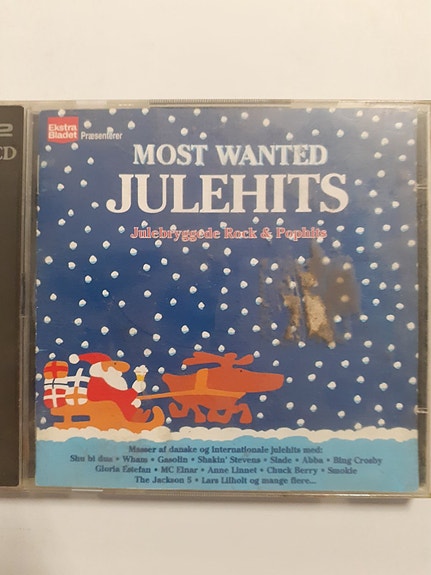 2
CD
Ekstra
Bladet
Præsenterer
MOST WANTED
JULEHITS
Julebryggede Rock & Pophits
Masser af danske og internationale julehits med:
Shu bi dua • Wham • Gasolin • Shakin' Stevens • Slade • Abba • Bing Crosby
Gloria Estefan • MC Einar • Anne Linnet • Chuck Berry • Smokie
The Jackson 5 • Lars Lilholt og mange flere...